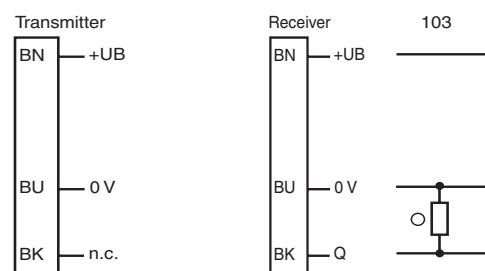 Transmitter
BN +UB
BU 0 V
BK n.c.
Receiver
BN +UB
BU 0 V
BK Q
103